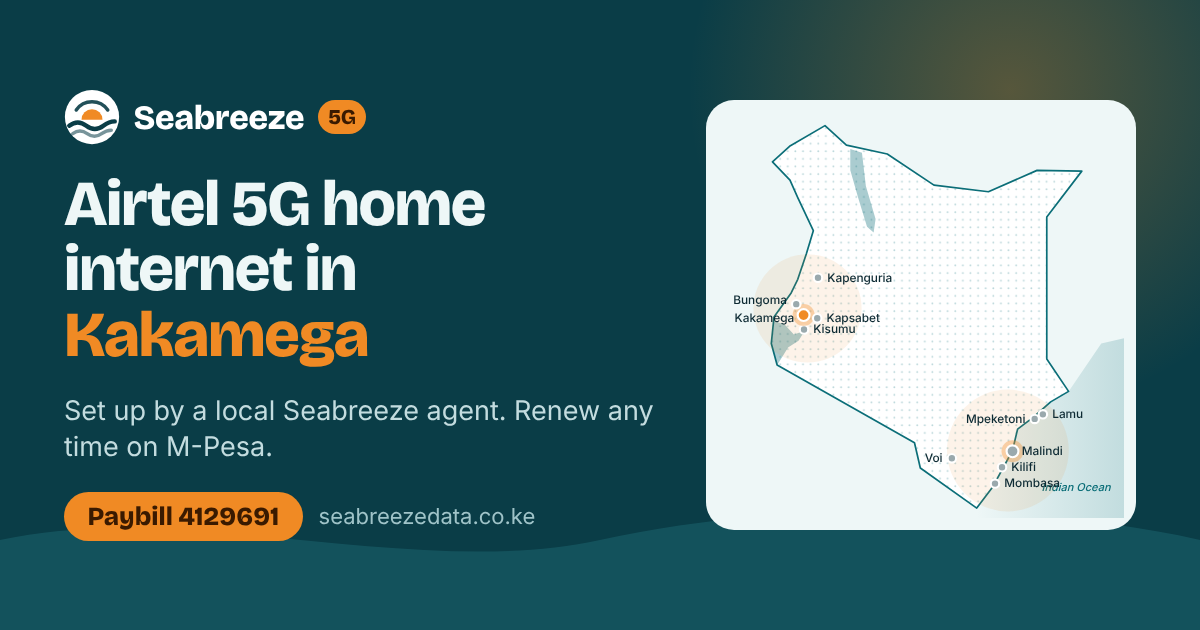 Seabreeze 5G
Airtel 5G home
internet in
Kakamega
Set up by a local Seabreeze agent. Renew any
time on M-Pesa.
Paybill 4129691
seabreezedata.co.ke
Kapenguria
Bungoma
Kakamega
Kapsabet
Kisumu
Lamu
Mpeketoni
Malindi
Voi
Kilifi
Mombasa
Indian Ocean